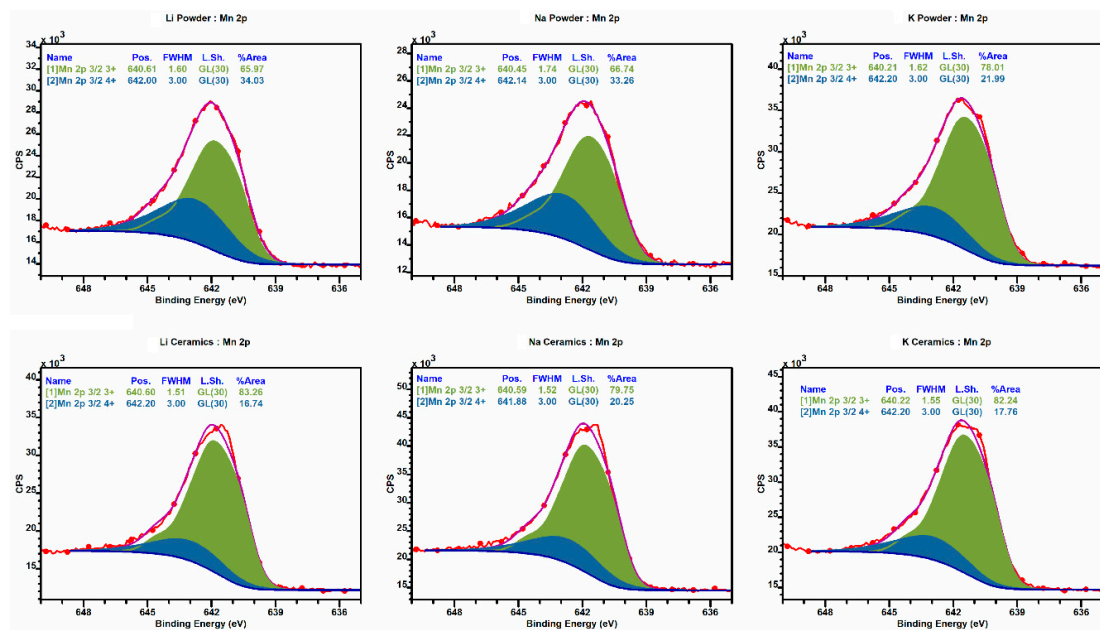 Li Powder : Mn 2p
x 10³
34
32
30
28
26
24
22
20
18
16
14
CPS
Name Pos. FWHM L.Sh. %Area
[1]Mn 2p 3/2 3+ 640.61 1.60 GL(30) 65.97
[2]Mn 2p 3/2 4+ 642.00 3.00 GL(30) 34.03
648 645 642 639 636
Binding Energy (eV)
Na Powder : Mn 2p
x 10³
28
26
24
22
20
18
16
14
12
CPS
Name Pos. FWHM L.Sh. %Area
[1]Mn 2p 3/2 3+ 640.45 1.74 GL(30) 66.74
[2]Mn 2p 3/2 4+ 642.14 3.00 GL(30) 33.26
648 645 642 639 636
Binding Energy (eV)
K Powder : Mn 2p
x 10³
40
35
30
25
20
15
CPS
Name Pos. FWHM L.Sh. %Area
[1]Mn 2p 3/2 3+ 640.21 1.62 GL(30) 78.01
[2]Mn 2p 3/2 4+ 642.20 3.00 GL(30) 21.99
648 645 642 639 636
Binding Energy (eV)
Li Ceramics : Mn 2p
x 10³
40
35
30
25
20
15
CPS
Name Pos. FWHM L.Sh. %Area
[1]Mn 2p 3/2 3+ 640.60 1.51 GL(30) 83.26
[2]Mn 2p 3/2 4+ 642.20 3.00 GL(30) 16.74
648 645 642 639 636
Binding Energy (eV)
Na Ceramics : Mn 2p
x 10³
50
45
40
35
30
25
20
15
CPS
Name Pos. FWHM L.Sh. %Area
[1]Mn 2p 3/2 3+ 640.59 1.52 GL(30) 79.75
[2]Mn 2p 3/2 4+ 641.88 3.00 GL(30) 20.25
648 645 642 639 636
Binding Energy (eV)
K Ceramics : Mn 2p
x 10³
45
40
35
30
25
20
15
CPS
Name Pos. FWHM L.Sh. %Area
[1]Mn 2p 3/2 3+ 640.22 1.55 GL(30) 82.24
[2]Mn 2p 3/2 4+ 642.20 3.00 GL(30) 17.76
648 645 642 639 636
Binding Energy (eV)